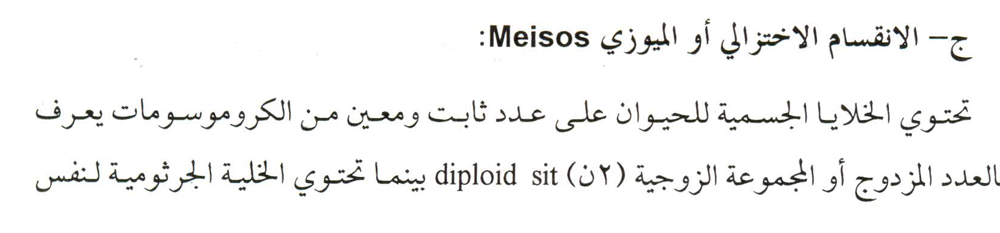 ج– الانقسام الاختزالي أو الميوزي Meisos:
تحتوي الخلايا الجسمية للحيوان على عدد ثابت ومعين من الكروموسومات يعرف
بالعدد المزدوج أو المجموعة الزوجية (٢ن) diploid sit بينما تحتوي الخلية الجرثومية لنفس